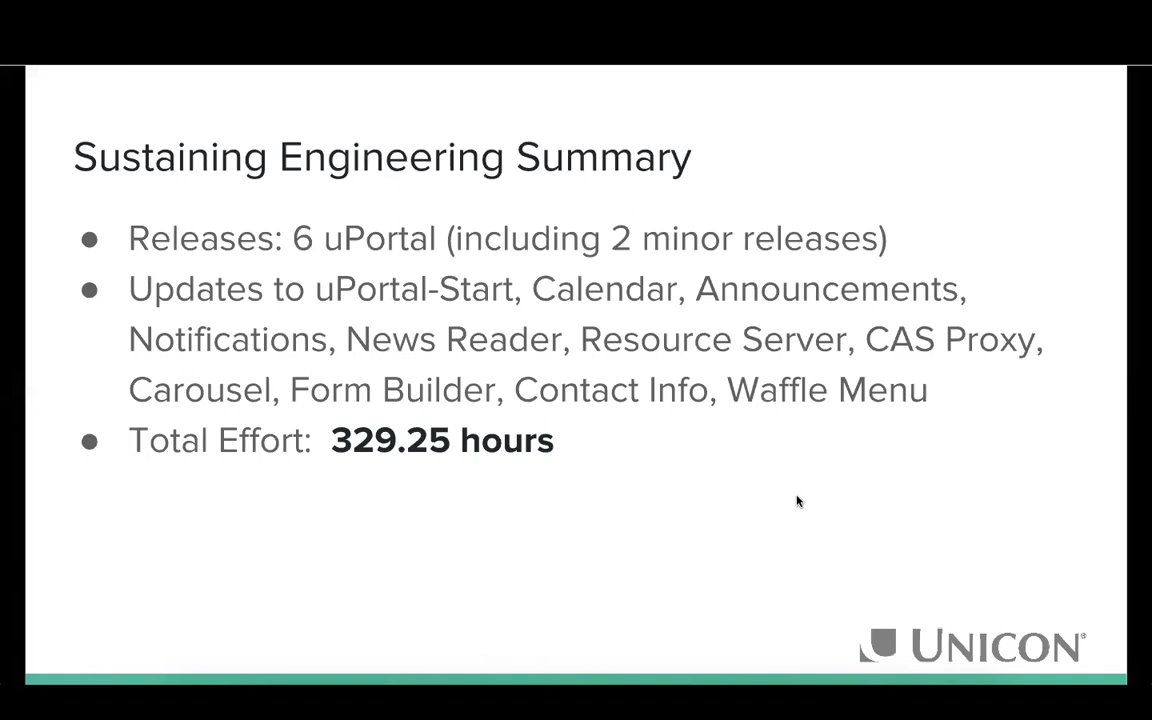 Sustaining Engineering Summary
● Releases: 6 uPortal (including 2 minor releases)
● Updates to uPortal-Start, Calendar, Announcements,
Notifications, News Reader, Resource Server, CAS Proxy,
Carousel, Form Builder, Contact Info, Waffle Menu
● Total Effort: 329.25 hours
UNICON®